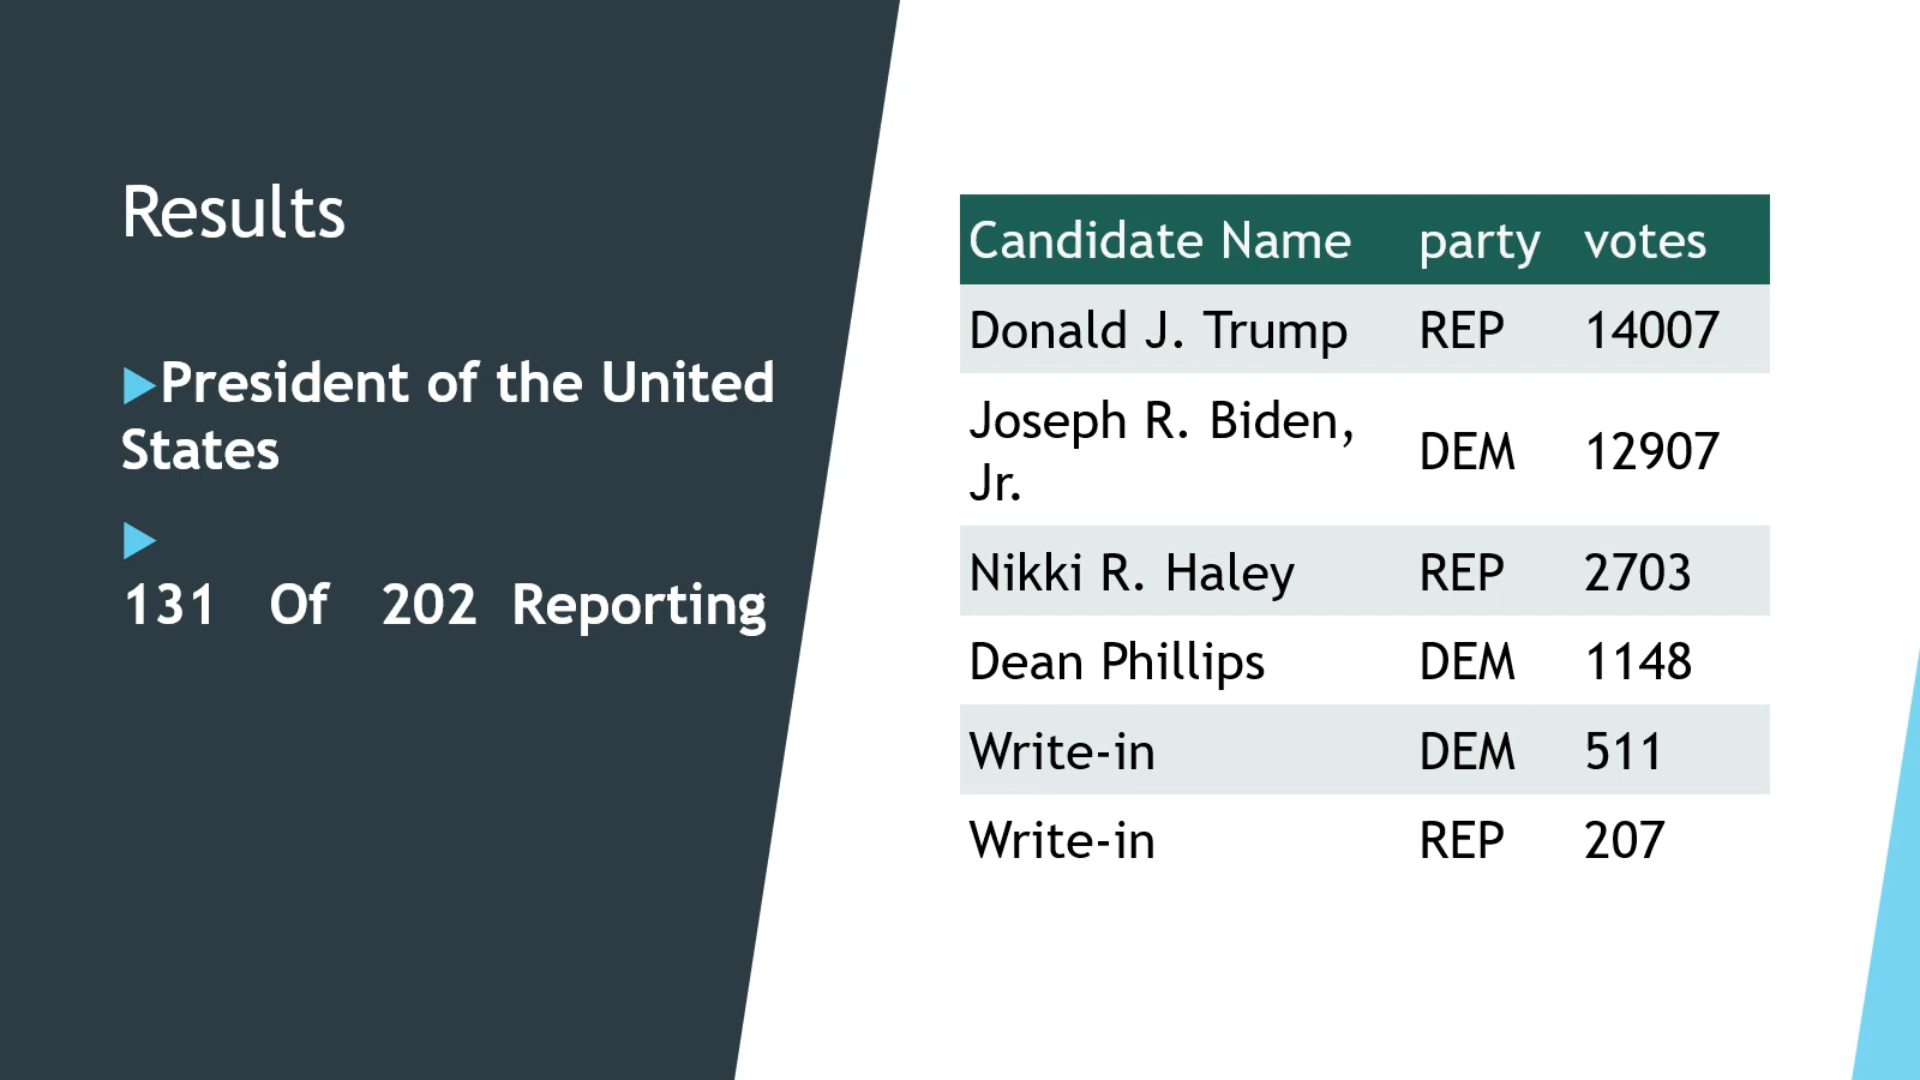 Results
President of the United
States
131 Of 202 Reporting
Candidate Name party votes
Donald J. Trump REP 14007
Joseph R. Biden,
Jr. DEM 12907
Nikki R. Haley REP 2703
Dean Phillips DEM 1148
Write-in DEM 511
Write-in REP 207